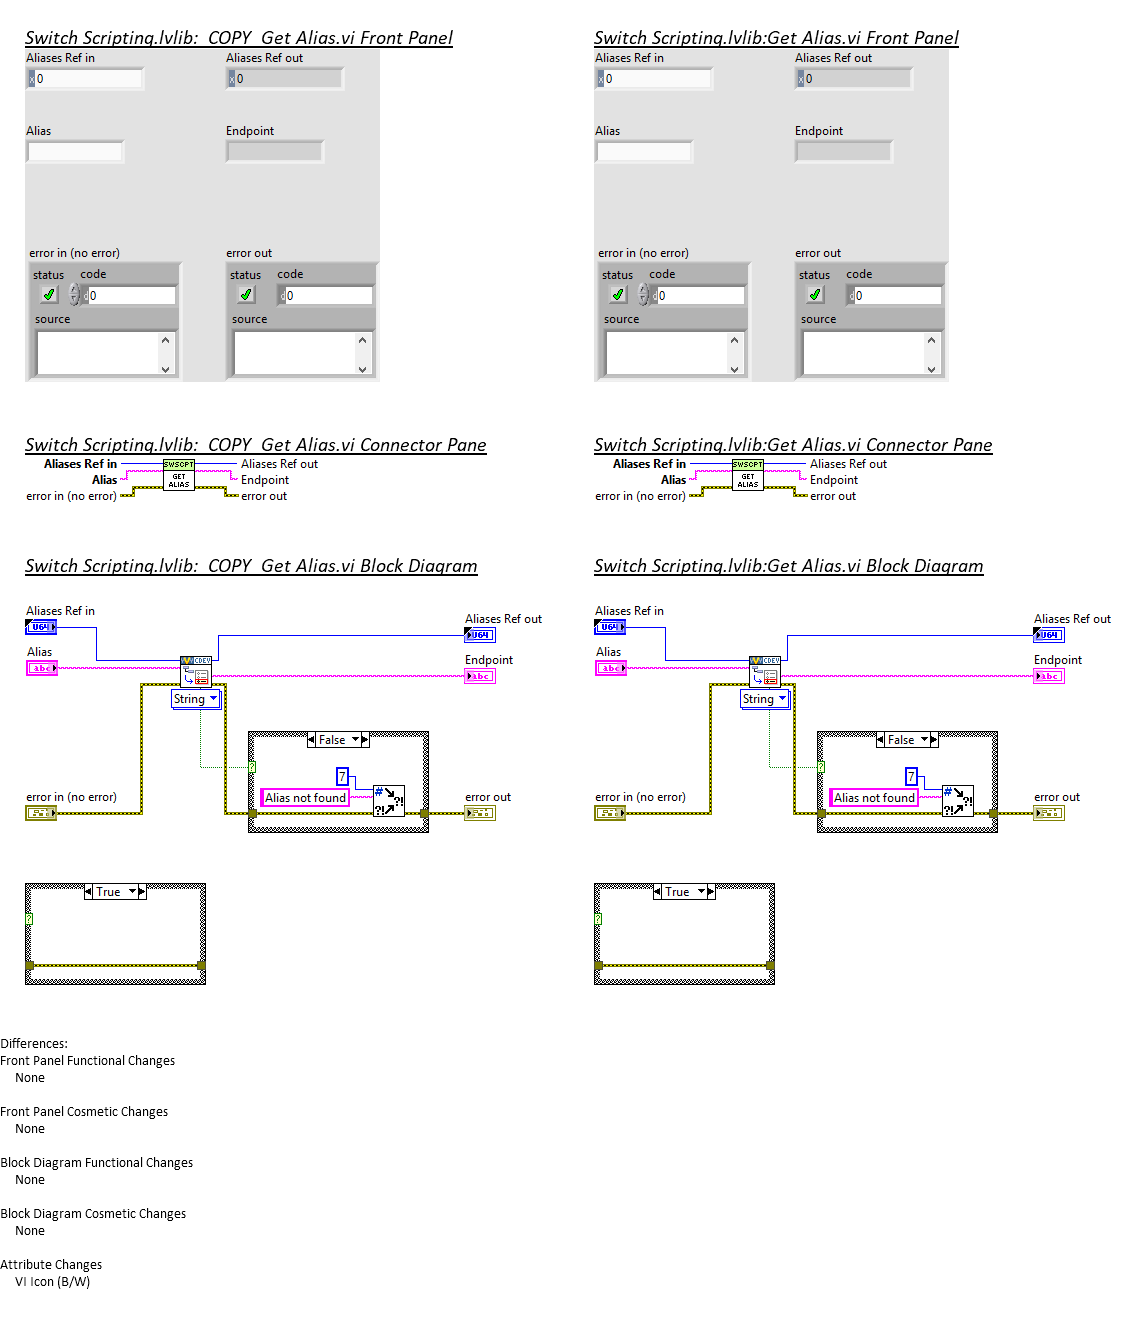 Switch Scripting.lvlib:_COPY_Get Alias.vi Front Panel
Aliases Ref in
Aliases Ref out
x 0
x 0
Alias
Endpoint
error in (no error)
error out
status
code
status
code
d 0
d 0
source
source
Switch Scripting.lvlib:Get Alias.vi Front Panel
Aliases Ref in
Aliases Ref out
x 0
x 0
Alias
Endpoint
error in (no error)
error out
status
code
status
code
d 0
d 0
source
source
Switch Scripting.lvlib:_COPY_Get Alias.vi Connector Pane
Aliases Ref in
SWSCPT
Aliases Ref out
Alias
GET
Endpoint
ALIAS
error in (no error)
error out
Switch Scripting.lvlib:Get Alias.vi Connector Pane
Aliases Ref in
SWSCPT
Aliases Ref out
Alias
GET
Endpoint
ALIAS
error in (no error)
error out
Switch Scripting.lvlib:_COPY_Get Alias.vi Block Diagram
Aliases Ref in
U64
Aliases Ref out
U64
Alias
abc
CDEV
Endpoint
abc
String
False
?
7
Alias not found
# ?! ?!
error in (no error)
error out
True
?
Switch Scripting.lvlib:Get Alias.vi Block Diagram
Aliases Ref in
U64
Aliases Ref out
U64
Alias
abc
CDEV
Endpoint
abc
String
False
?
7
Alias not found
# ?! ?!
error in (no error)
error out
True
?
Differences:
Front Panel Functional Changes
None
Front Panel Cosmetic Changes
None
Block Diagram Functional Changes
None
Block Diagram Cosmetic Changes
None
Attribute Changes
VI Icon (B/W)